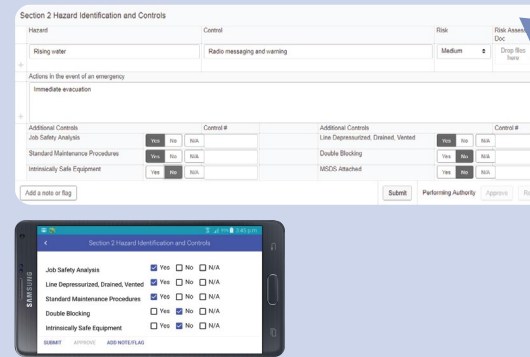 Section 2 Hazard Identification and Controls
Hazard Control Risk Risk Assess
Doc
Rising water Radio messaging and warning Medium Drop files
here
Actions in the event of an emergency
Immediate evacuation
Additional Controls Control # Additional Controls Control #
Job Safety Analysis Yes No N/A Line Depressurized, Drained, Vented Yes No N/A
Standard Maintenance Procedures Yes No N/A Double Blocking Yes No N/A
Intrinsically Safe Equipment Yes No N/A MSDS Attached Yes No N/A
Add a note or flag Submit Performing Authority Approve
SAMSUNG
3:43 p.m.
Section 2 Hazard Identification and Controls
Job Safety Analysis Yes No N/A
Line Depressurized, Drained, Vented Yes No N/A
Standard Maintenance Procedures Yes No N/A
Double Blocking Yes No N/A
Intrinsically Safe Equipment Yes No N/A
SUBMIT APPROVE ADD NOTE/FLAG